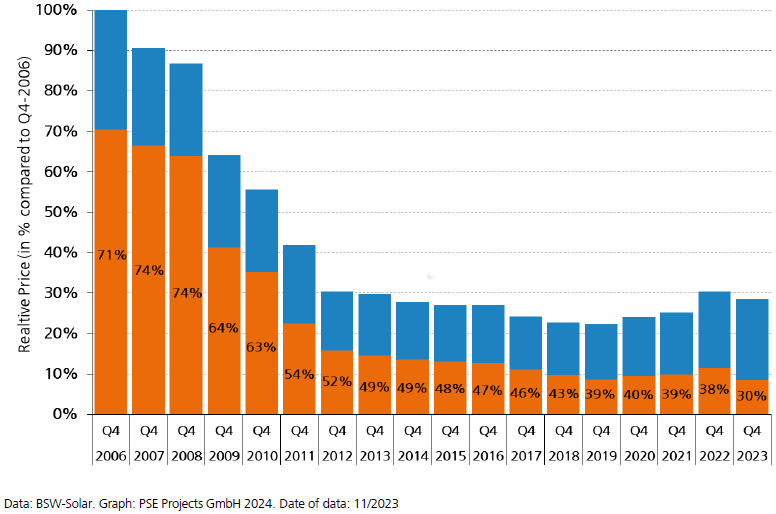 Realtive Price (in % compared to Q4-2006)
100%
90%
80%
70%
60%
50%
40%
30%
20%
10%
0%
71% 74% 74% 64% 63% 54% 52% 49% 49% 48% 47% 46% 43% 39% 40% 39% 38% 30%
Q4 Q4 Q4 Q4 Q4 Q4 Q4 Q4 Q4 Q4 Q4 Q4 Q4 Q4 Q4 Q4 Q4 Q4
2006 2007 2008 2009 2010 2011 2012 2013 2014 2015 2016 2017 2018 2019 2020 2021 2022 2023
Data: BSW-Solar. Graph: PSE Projects GmbH 2024. Date of data: 11/2023